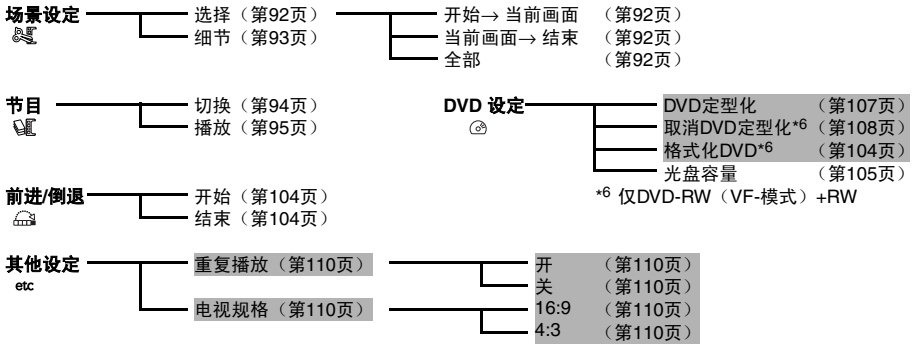 场景设定
选择（第92页）
细节（第93页）
开始→ 当前画面 （第92页）
当前画面→ 结束 （第92页）
全部 （第92页）
节目
切换（第94页）
播放（第95页）
DVD 设定
DVD定型化 （第107页）
取消DVD定型化*6（第108页）
格式化DVD*6 （第104页）
光盘容量 （第105页）
*6 仅DVD-RW（VF-模式）+RW
前进/倒退
开始（第104页）
结束（第104页）
其他设定
etc
重复播放（第110页）
开 （第110页）
关 （第110页）
电视规格（第110页）
16:9 （第110页）
4:3 （第110页）